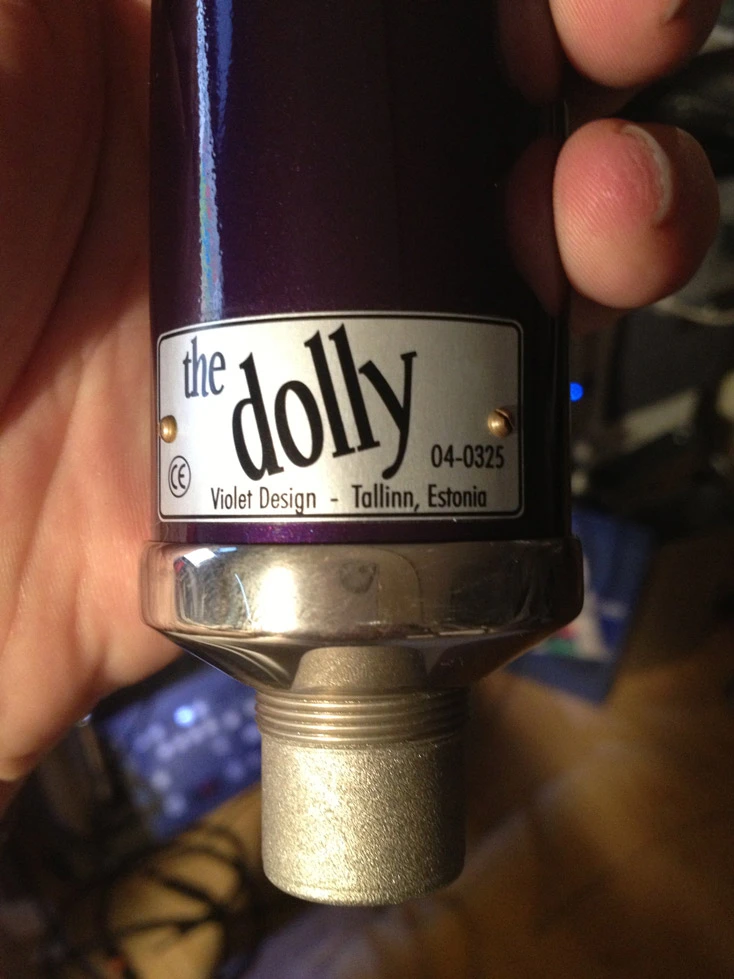 the dolly
04-0325
CE
Violet Design - Tallinn, Estonia